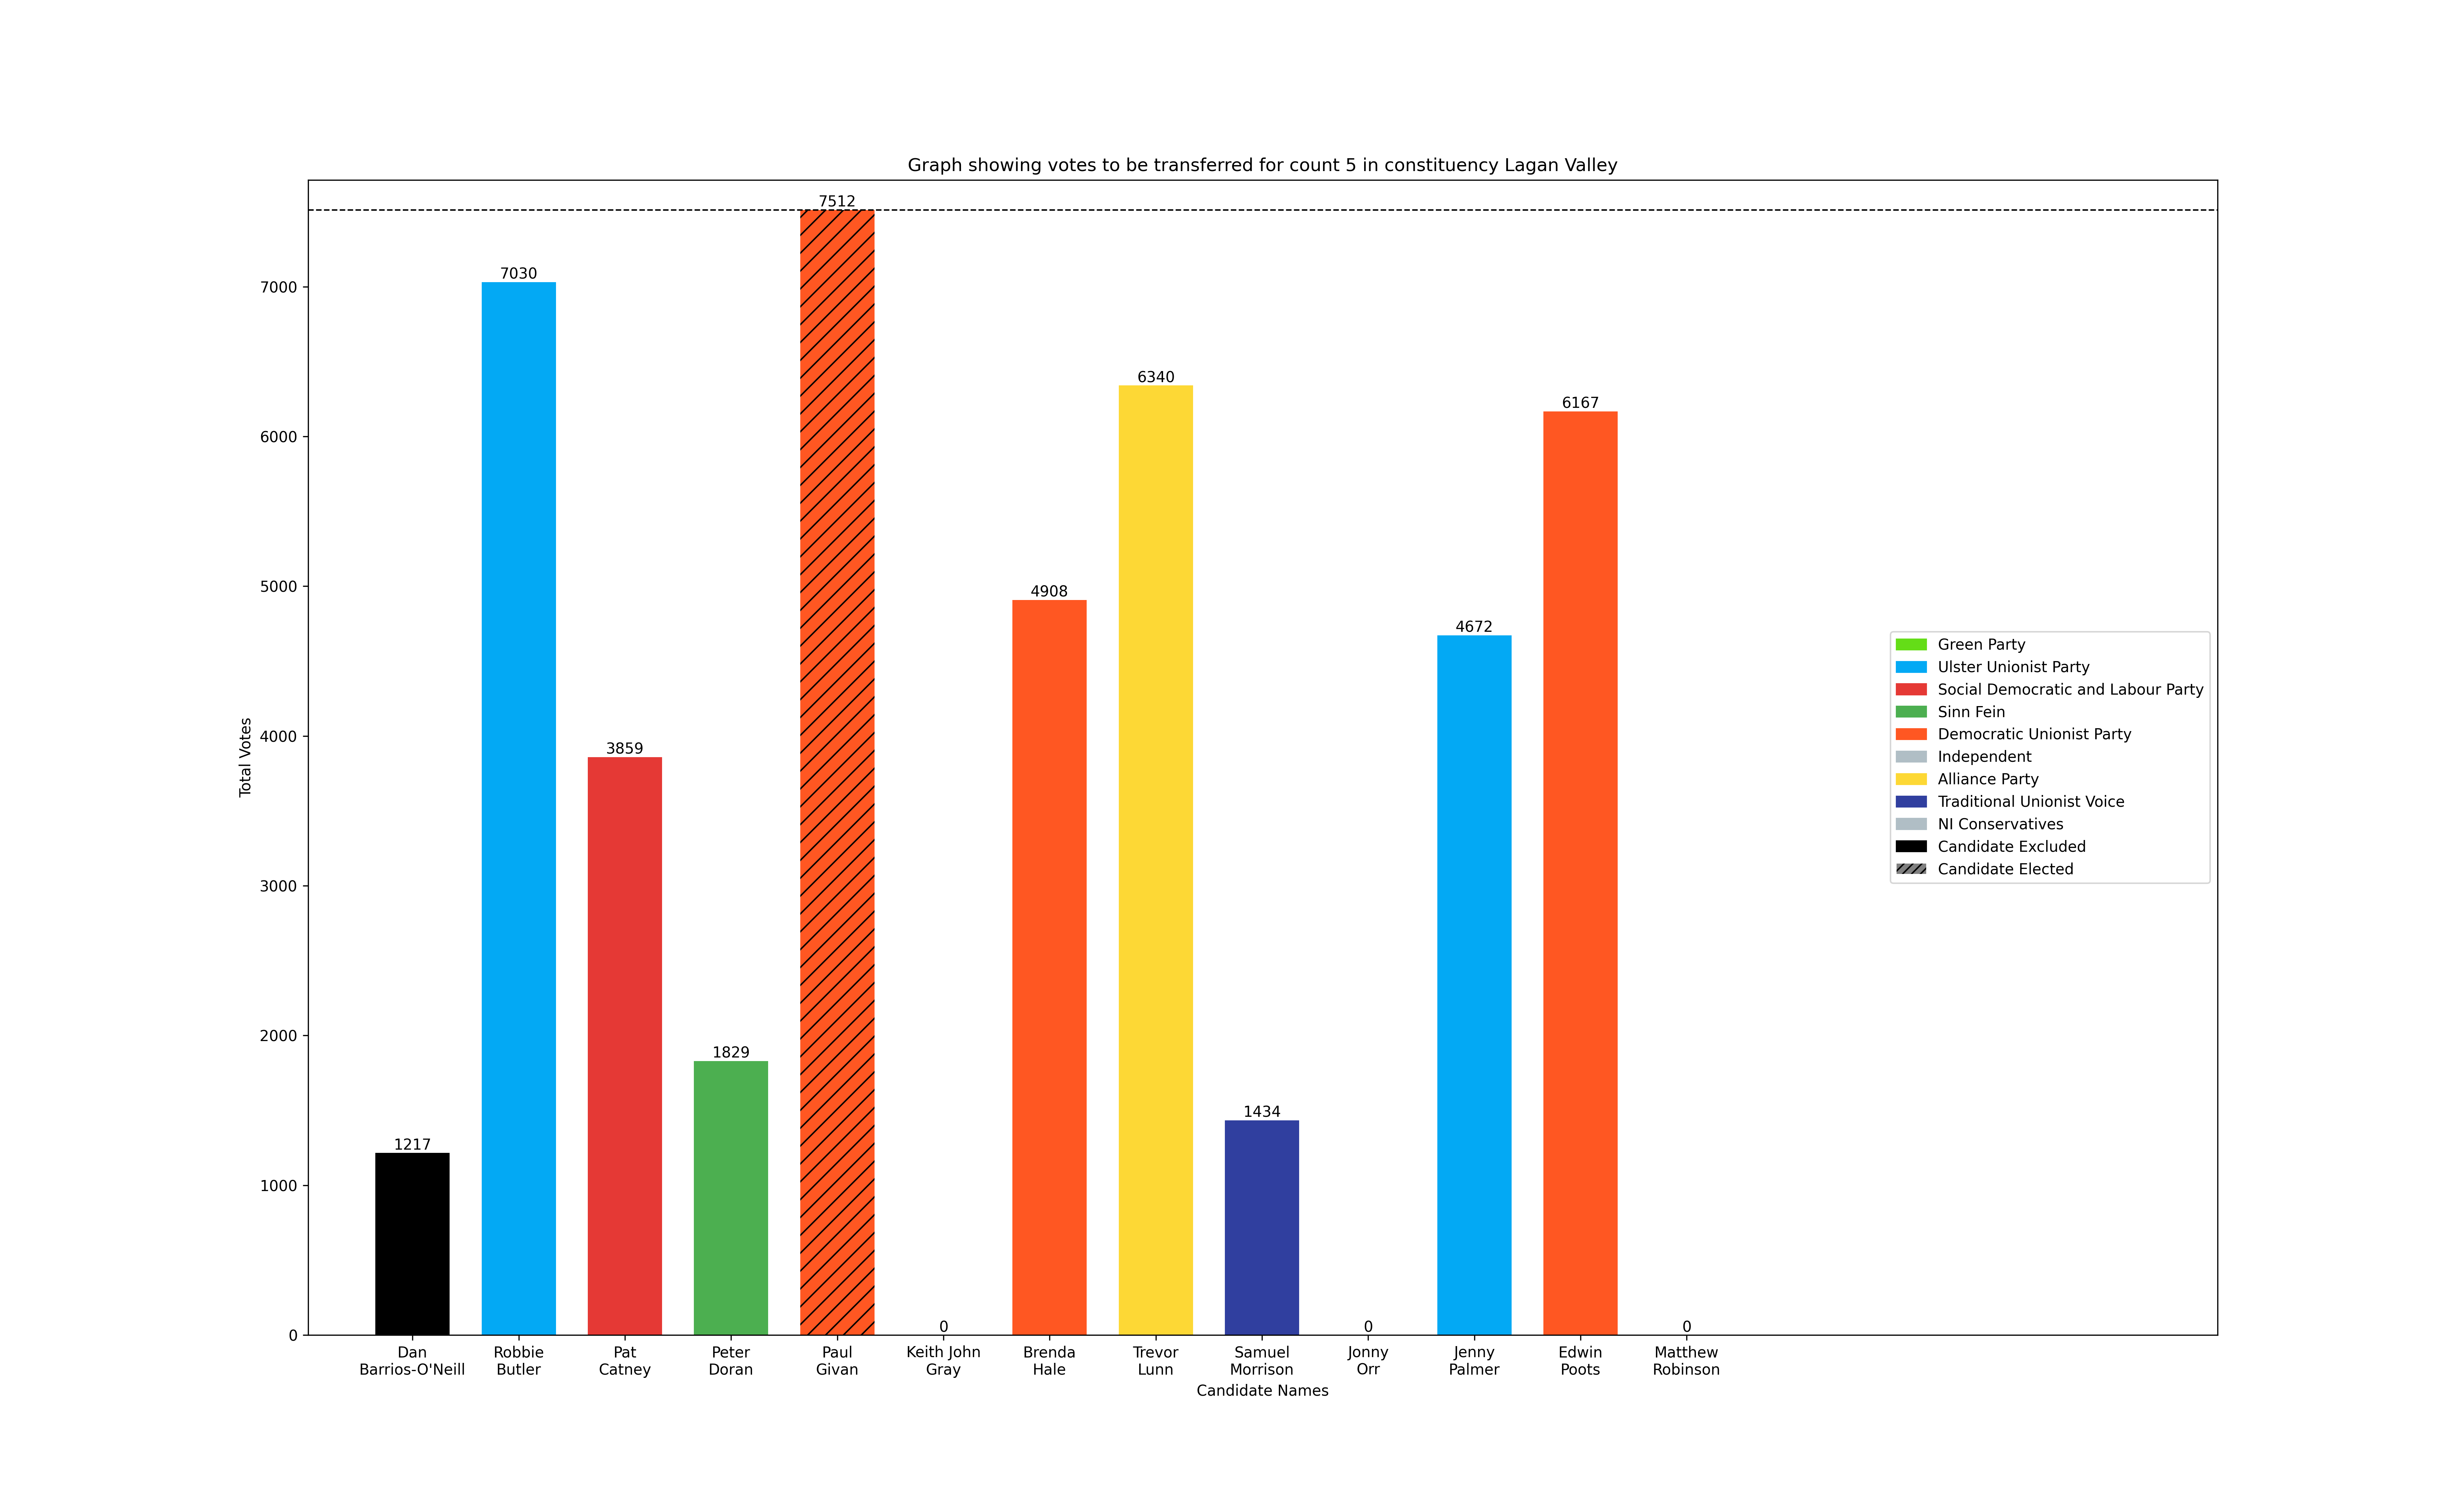 Graph showing votes to be transferred for count 5 in constituency Lagan Valley
7512
7030
6340
6167
4908
4672
3859
1829
1434
1217
0
0
0
Total Votes
7000
6000
5000
4000
3000
2000
1000
0
Green Party
Ulster Unionist Party
Social Democratic and Labour Party
Sinn Fein
Democratic Unionist Party
Independent
Alliance Party
Traditional Unionist Voice
NI Conservatives
Candidate Excluded
Candidate Elected
Dan
Barrios-O'Neill
Robbie
Butler
Pat
Catney
Peter
Doran
Paul
Givan
Keith John
Gray
Brenda
Hale
Trevor
Lunn
Samuel
Morrison
Jonny
Orr
Jenny
Palmer
Edwin
Poots
Matthew
Robinson
Candidate Names